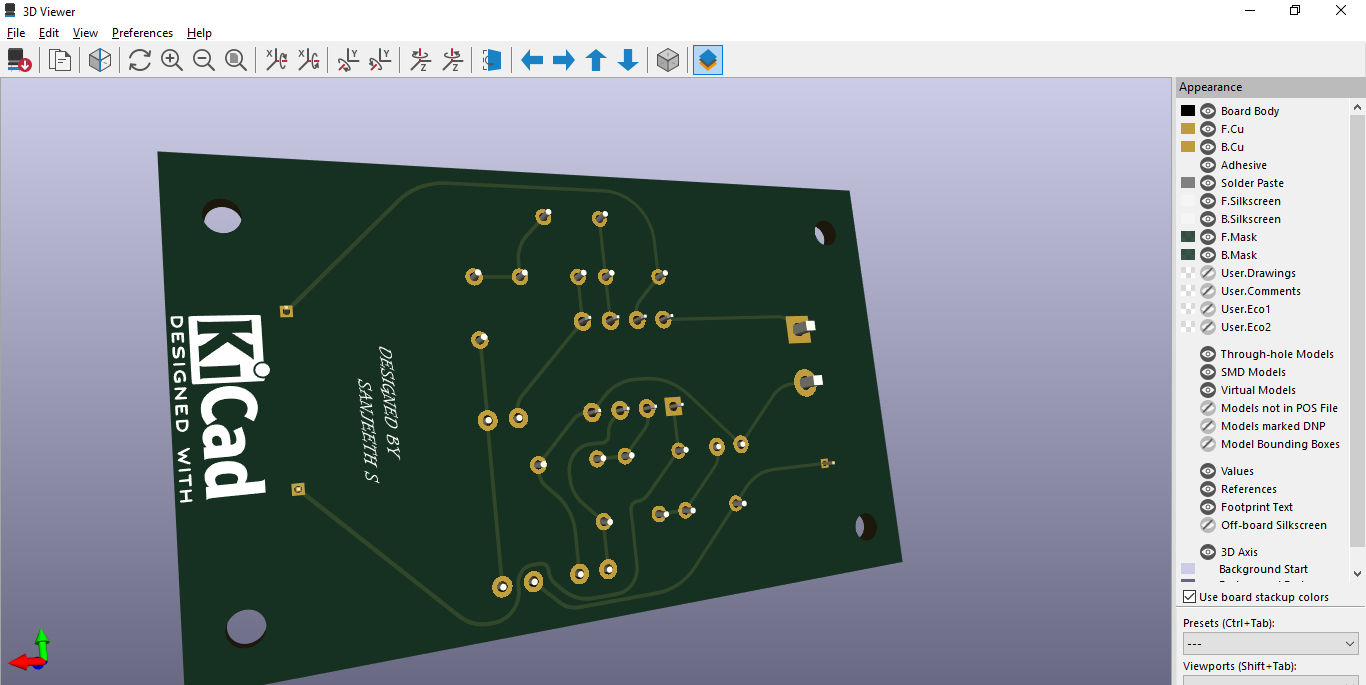 3D Viewer
File Edit View Preferences Help
Appearance
Board Body
F.Cu
B.Cu
Adhesive
Solder Paste
F.Silkscreen
B.Silkscreen
F.Mask
B.Mask
User.Drawings
User.Comments
User.Eco1
User.Eco2
Through-hole Models
SMD Models
Virtual Models
Models not in POS File
Models marked DNP
Model Bounding Boxes
Values
References
Footprint Text
Off-board Silkscreen
3D Axis
Background Start
Use board stackup colors
Presets (Ctrl+Tab):
---
Viewports (Shift+Tab):
DESIGNED WITH
KiCad
DESIGNED BY
SANJEETH S